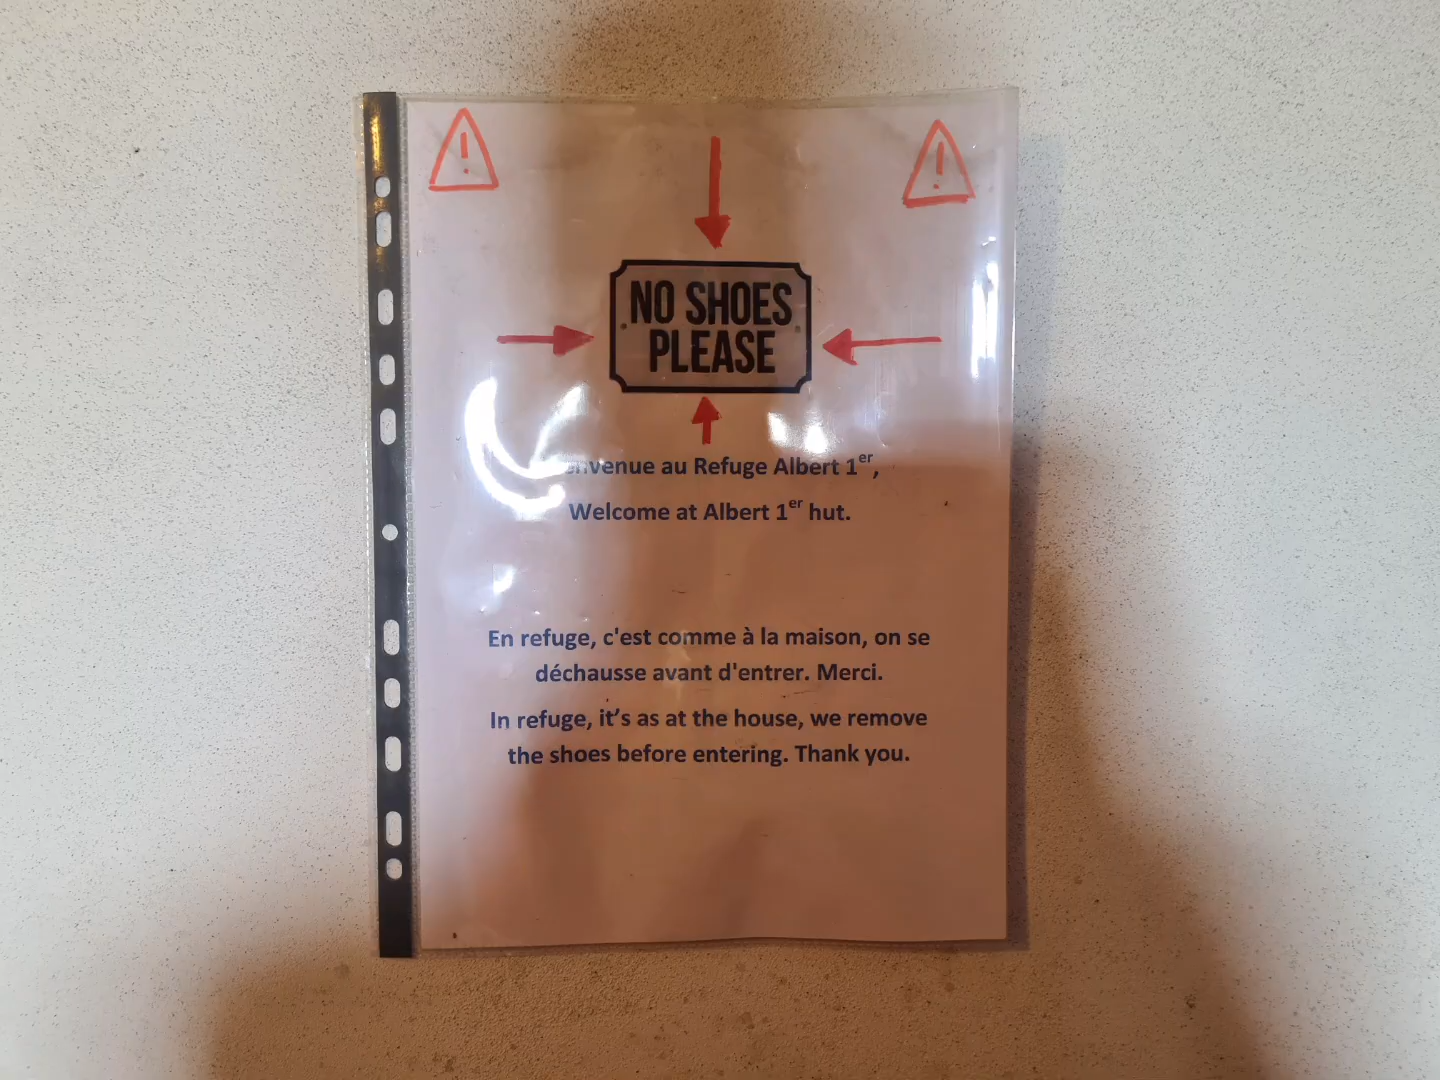 NO SHOES
PLEASE
au Refuge Albert 1er,
Welcome at Albert 1er hut.
En refuge, c'est comme à la maison, on se
déchausse avant d'entrer. Merci.
In refuge, it's as at the house, we remove
the shoes before entering. Thank you.